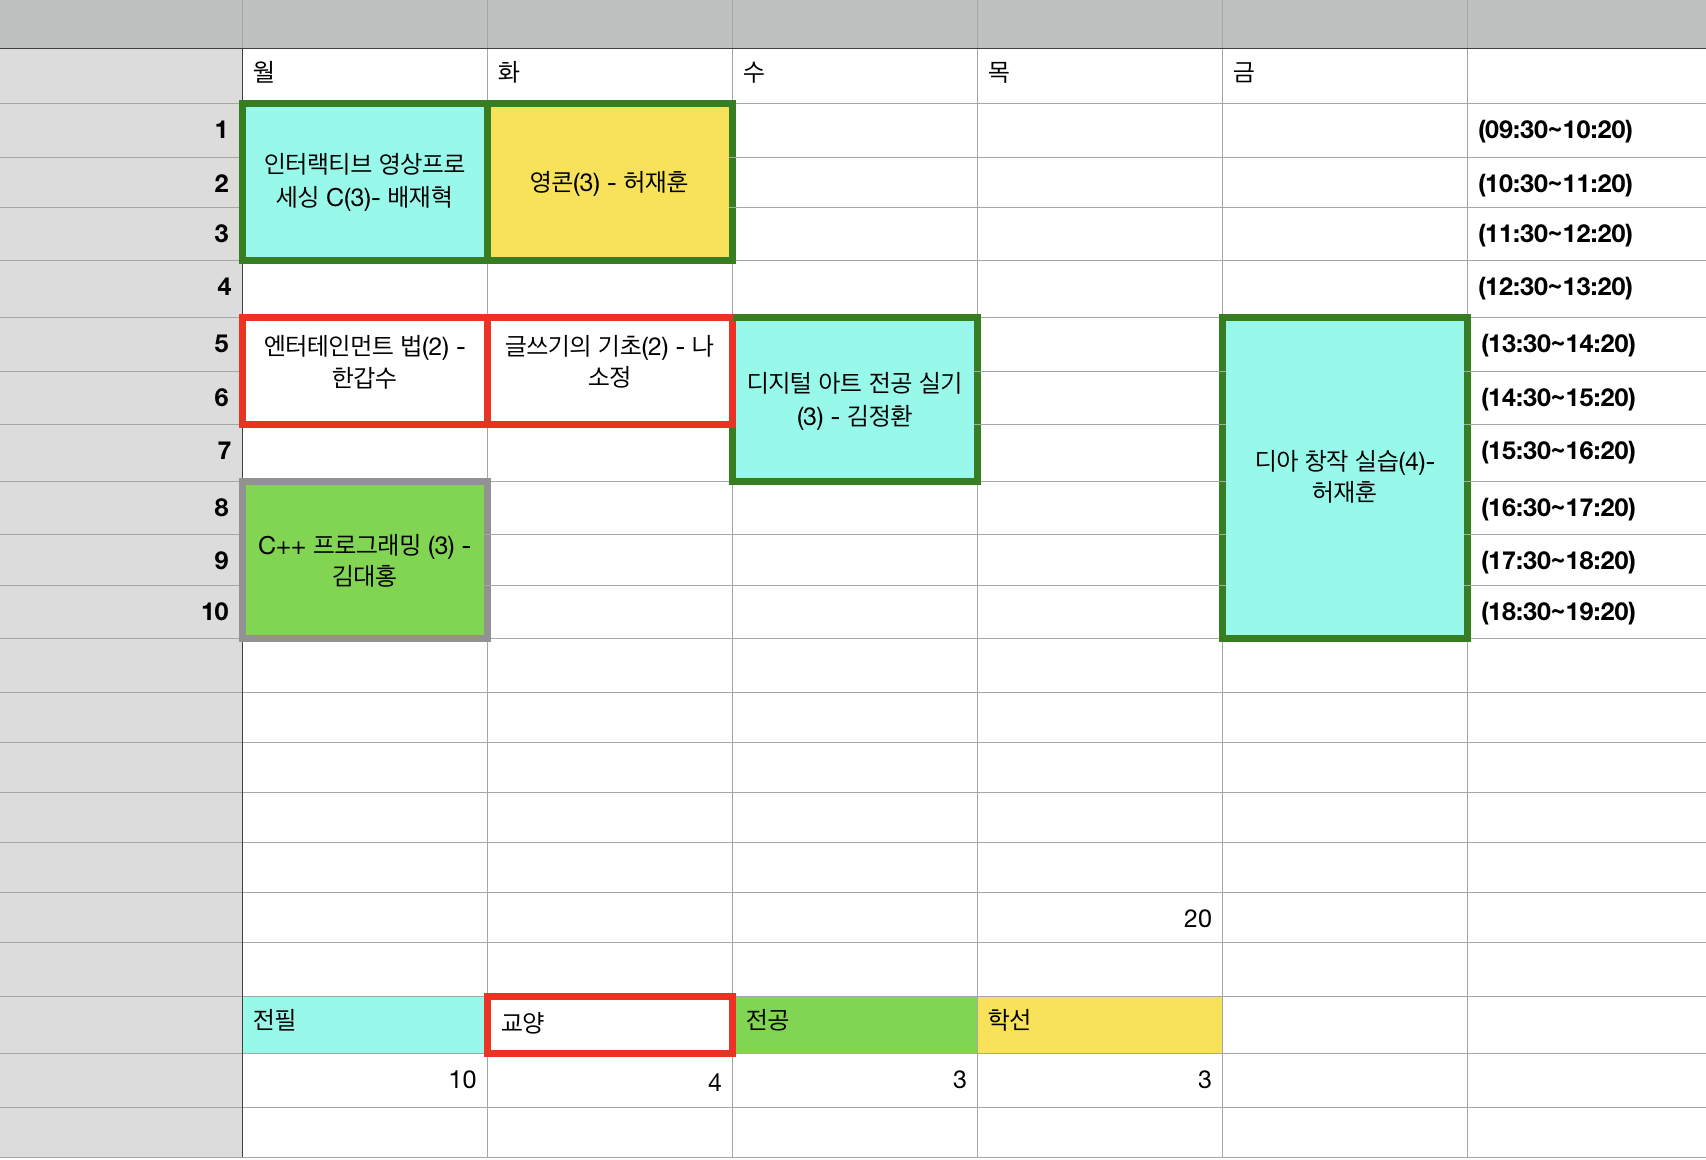 월 화 수 목 금
1 (09:30~10:20)
인터랙티브 영상프로
세싱 C(3)- 배재혁
영콘(3) - 허재훈
2 (10:30~11:20)
3 (11:30~12:20)
4 (12:30~13:20)
5 (13:30~14:20)
엔터테인먼트 법(2) -
한갑수
글쓰기의 기초(2) - 나
소정
디지털 아트 전공 실기
(3) - 김정환
6 (14:30~15:20)
7 (15:30~16:20)
디아 창작 실습(4)-
허재훈
8 (16:30~17:20)
C++ 프로그래밍 (3) -
김대홍
9 (17:30~18:20)
10 (18:30~19:20)
20
전필 교양 전공 학선
10 4 3 3